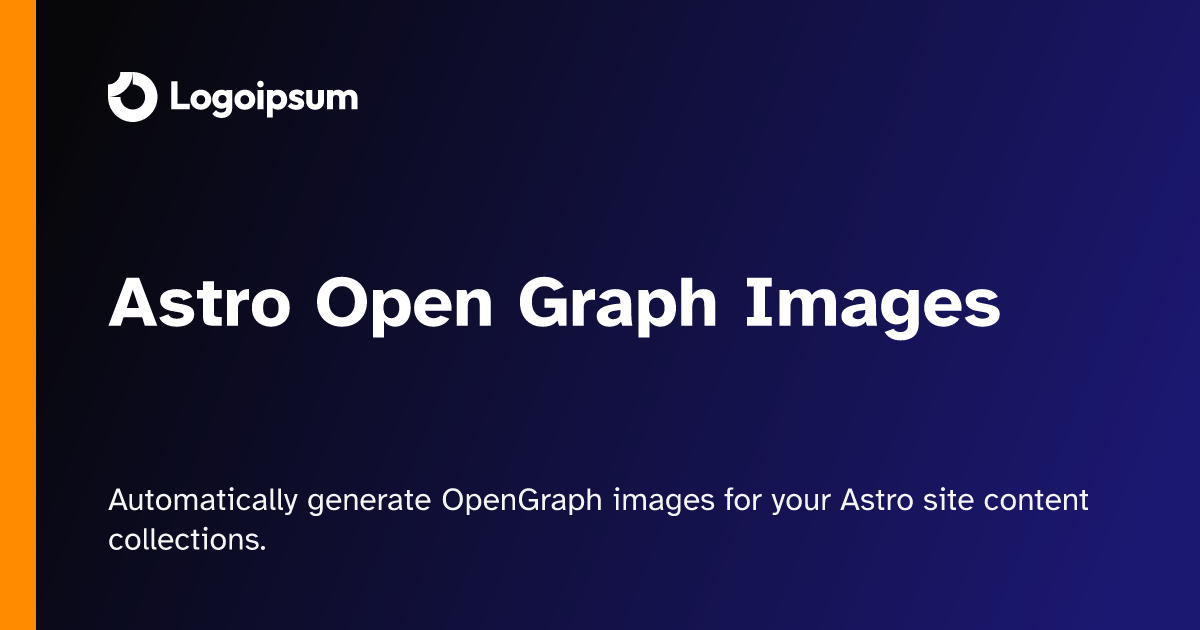 Logoipsum
Astro Open Graph Images
Automatically generate OpenGraph images for your Astro site content
collections.